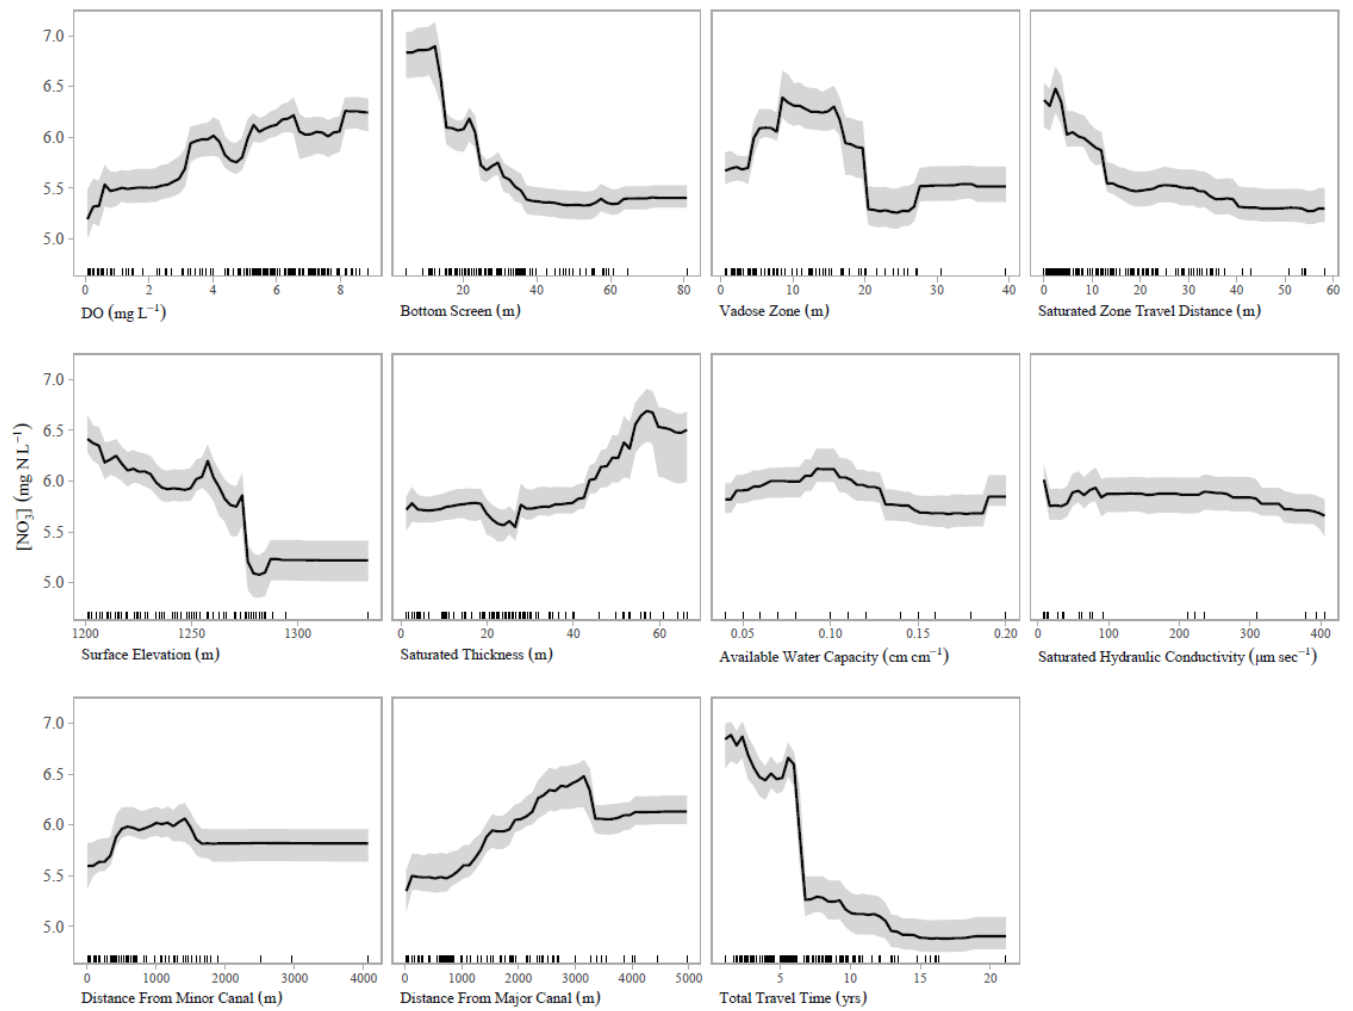 7.0
6.5
6.0
5.5
5.0
0 2 4 6 8
0 20 40 60 80
0 10 20 30 40
0 10 20 30 40 50 60
DO (mg L⁻¹)
Bottom Screen (m)
Vadose Zone (m)
Saturated Zone Travel Distance (m)
[NO₃⁻] (mg N L⁻¹)
7.0
6.5
6.0
5.5
5.0
1200 1250 1300
0 20 40 60
0.05 0.10 0.15 0.20
0 100 200 300 400
Surface Elevation (m)
Saturated Thickness (m)
Available Water Capacity (cm cm⁻¹)
Saturated Hydraulic Conductivity (μm sec⁻¹)
7.0
6.5
6.0
5.5
5.0
0 1000 2000 3000 4000
0 1000 2000 3000 4000 5000
5 10 15 20
Distance From Minor Canal (m)
Distance From Major Canal (m)
Total Travel Time (yrs)